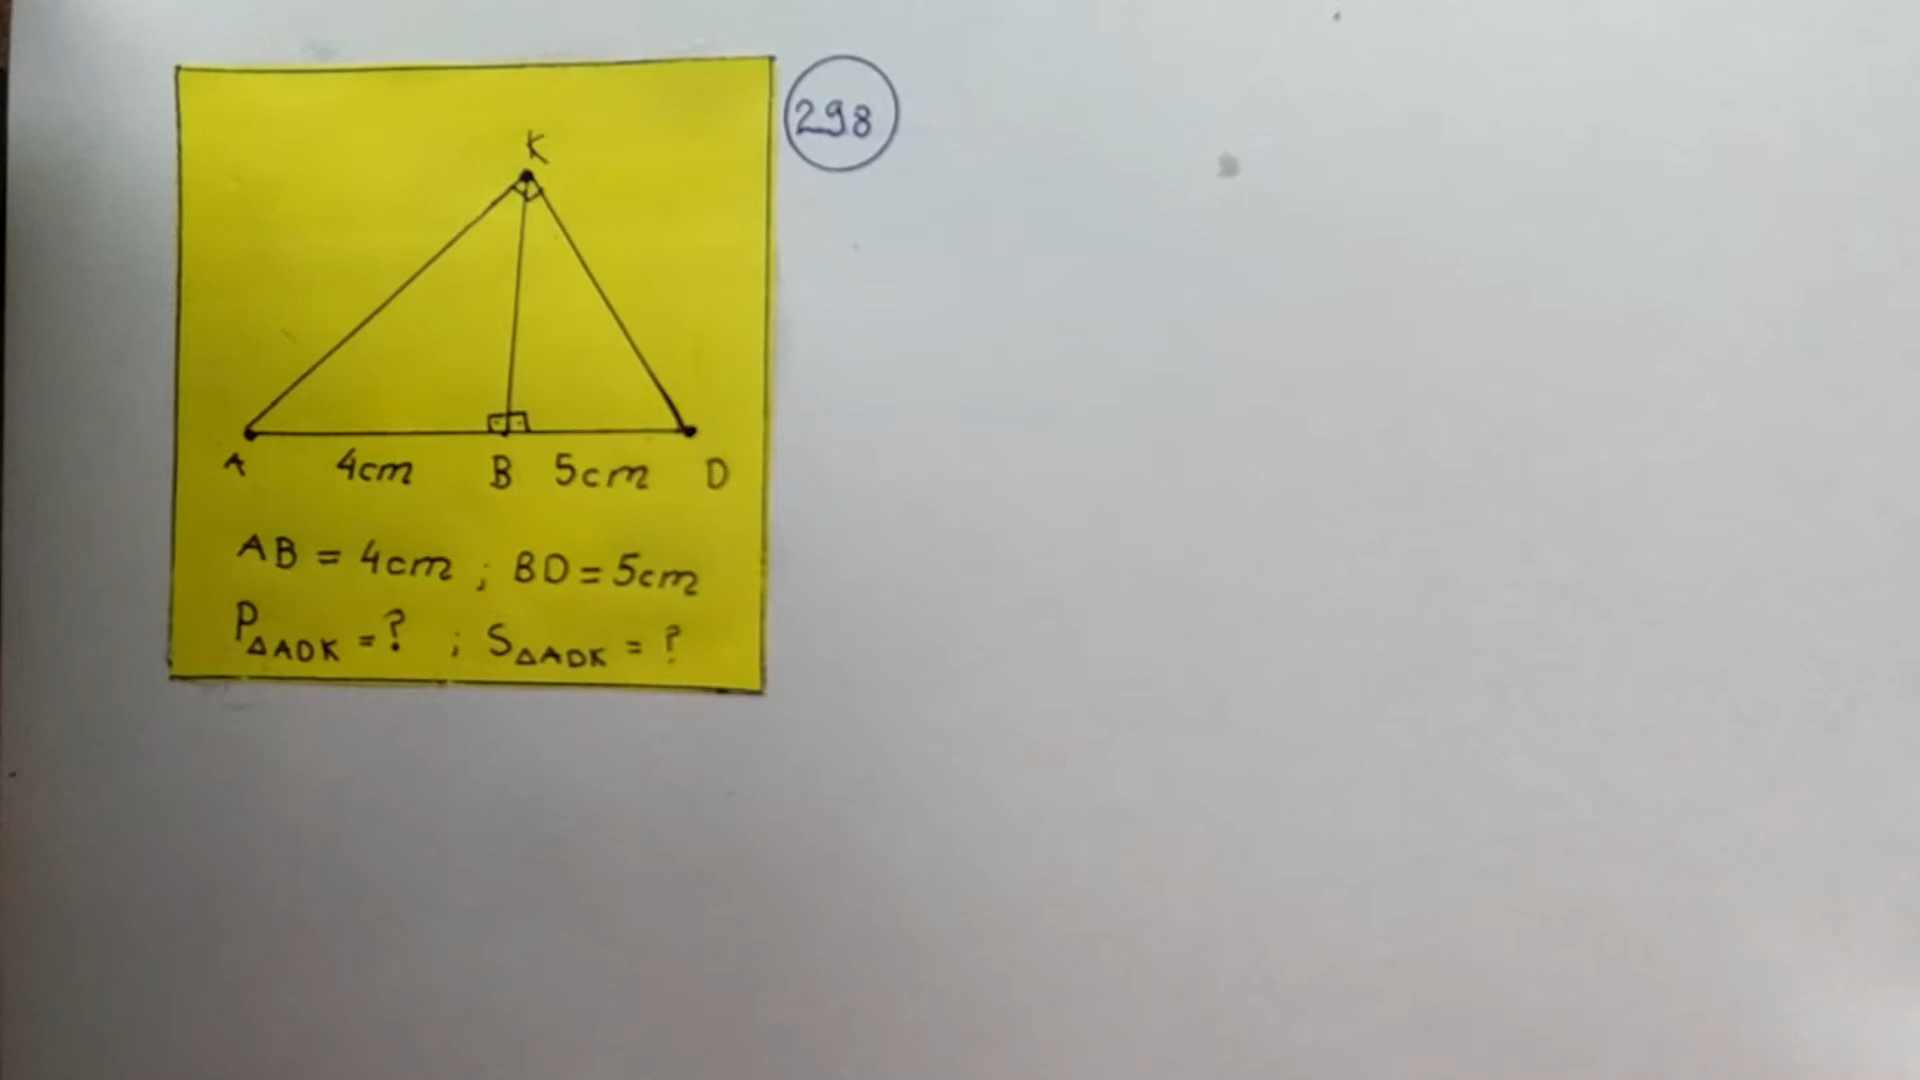 298
K
A 4cm B 5cm D
AB = 4cm ; BD = 5cm
P△ADK = ? ; S△ADK = ?